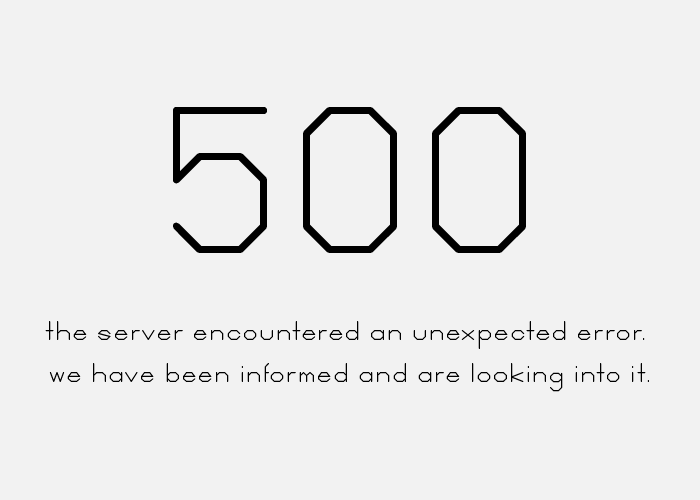 500
the server encountered an unexpected error.
we have been informed and are looking into it.